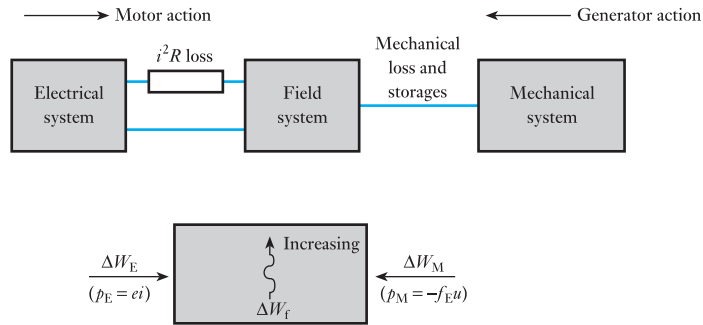 Motor action
Generator action
i²R loss
Mechanical
loss and
storages
Electrical
system
Field
system
Mechanical
system
Increasing
ΔW_E
(p_E = ei)
ΔW_f
ΔW_M
(p_M = −f_E u)